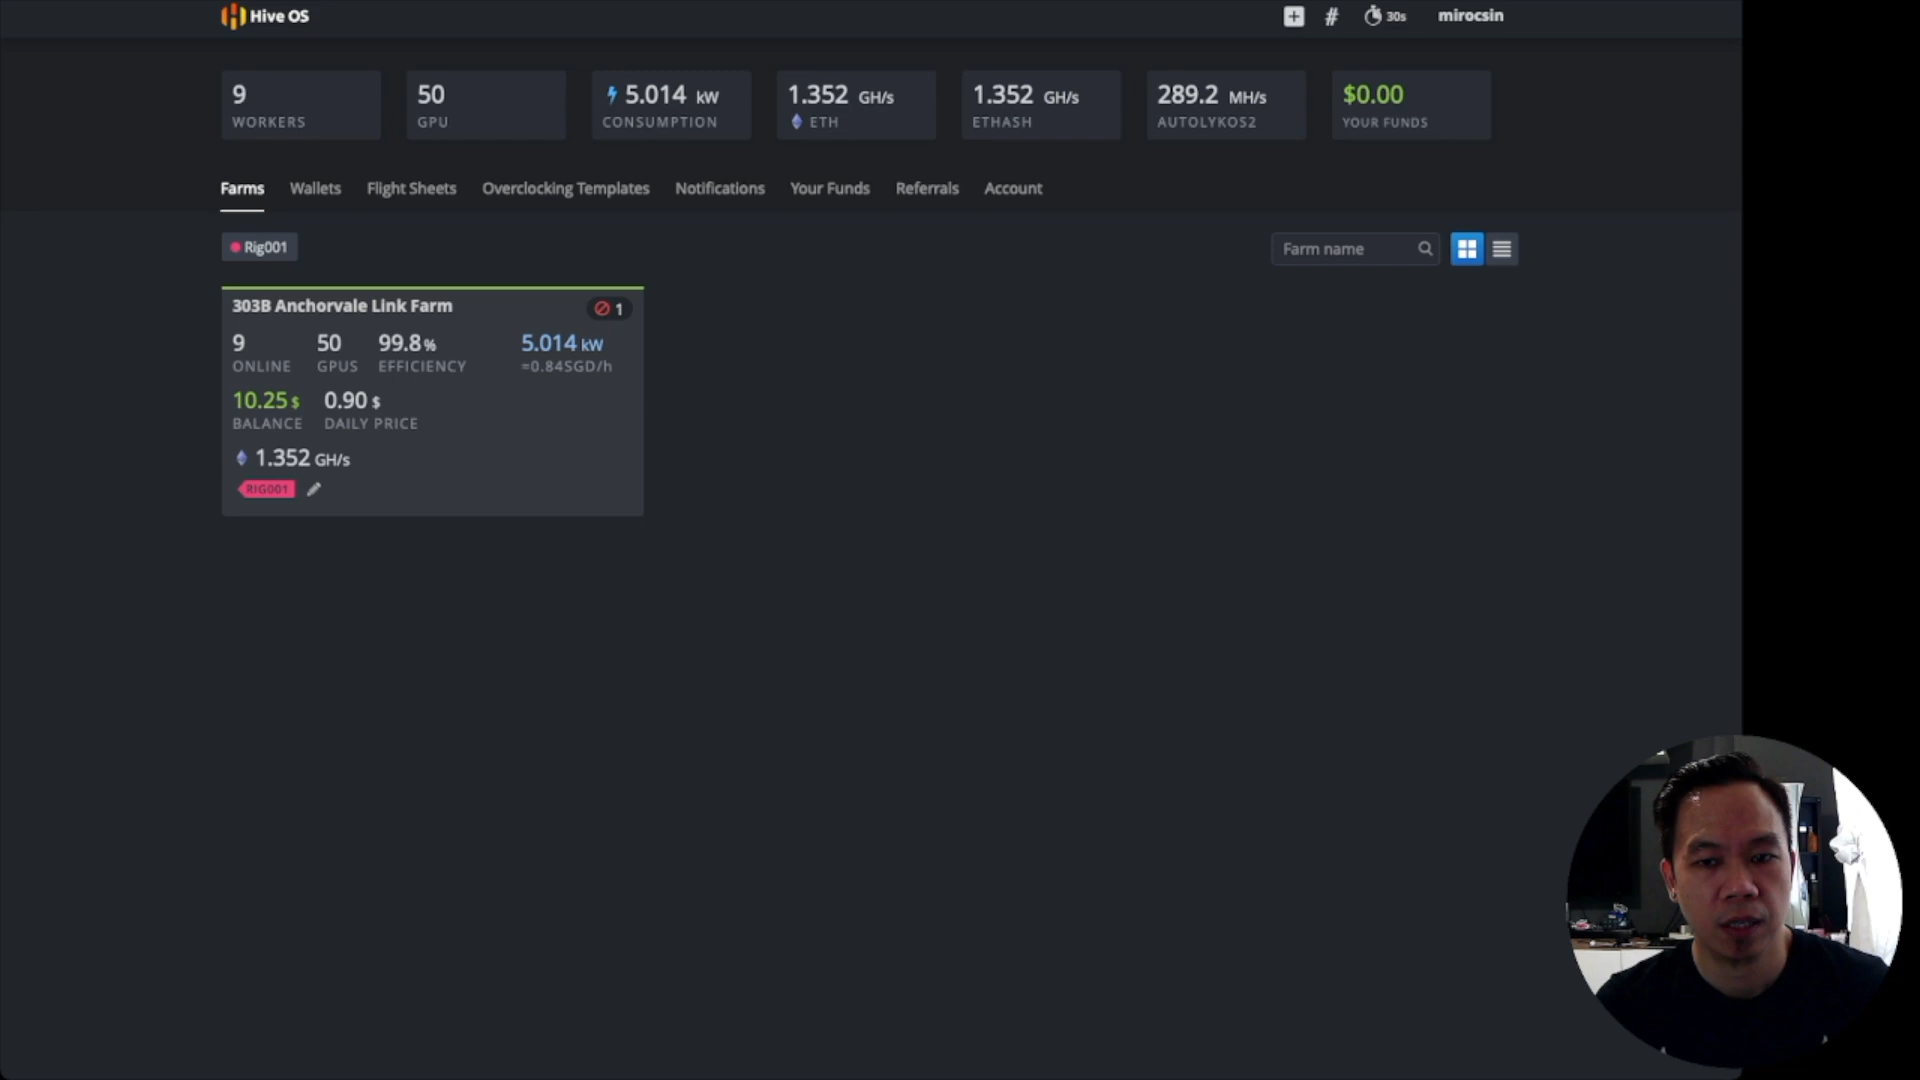 Hive OS
# 30s mirocsin
9 50 5.014 kW 1.352 GH/s 1.352 GH/s 289.2 MH/s $0.00
WORKERS GPU CONSUMPTION ETH ETHASH AUTOLYKOS2 YOUR FUNDS
Farms Wallets Flight Sheets Overclocking Templates Notifications Your Funds Referrals Account
Rig001 Farm name
303B Anchorvale Link Farm 1
9 50 99.8% 5.014 kW
ONLINE GPUS EFFICIENCY ≈0.84SGD/h
10.25 $ 0.90 $
BALANCE DAILY PRICE
1.352 GH/s
RIG001